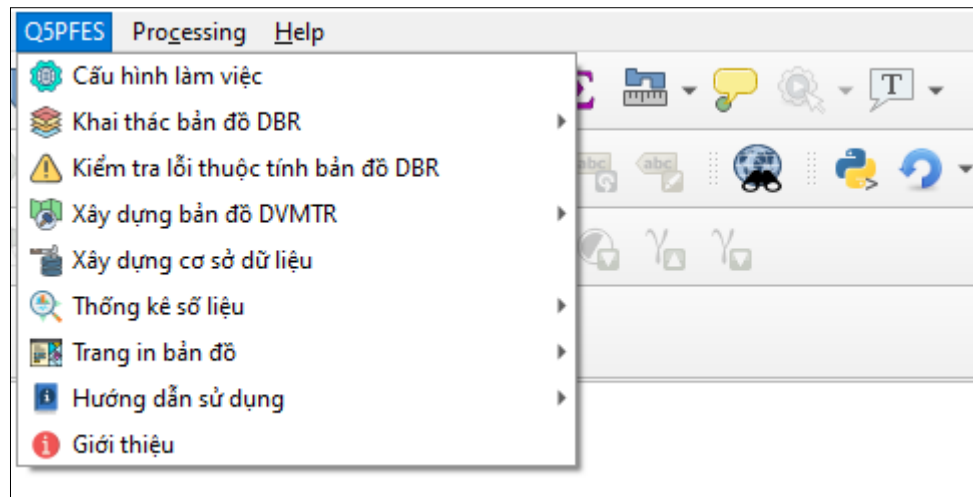 Q5PFES Processing Help
Cấu hình làm việc
Khai thác bản đồ DBR
Kiểm tra lỗi thuộc tính bản đồ DBR
Xây dựng bản đồ DVMTR
Xây dựng cơ sở dữ liệu
Thống kê số liệu
Trang in bản đồ
Hướng dẫn sử dụng
Giới thiệu
Σ
T
abc abc
γ γ